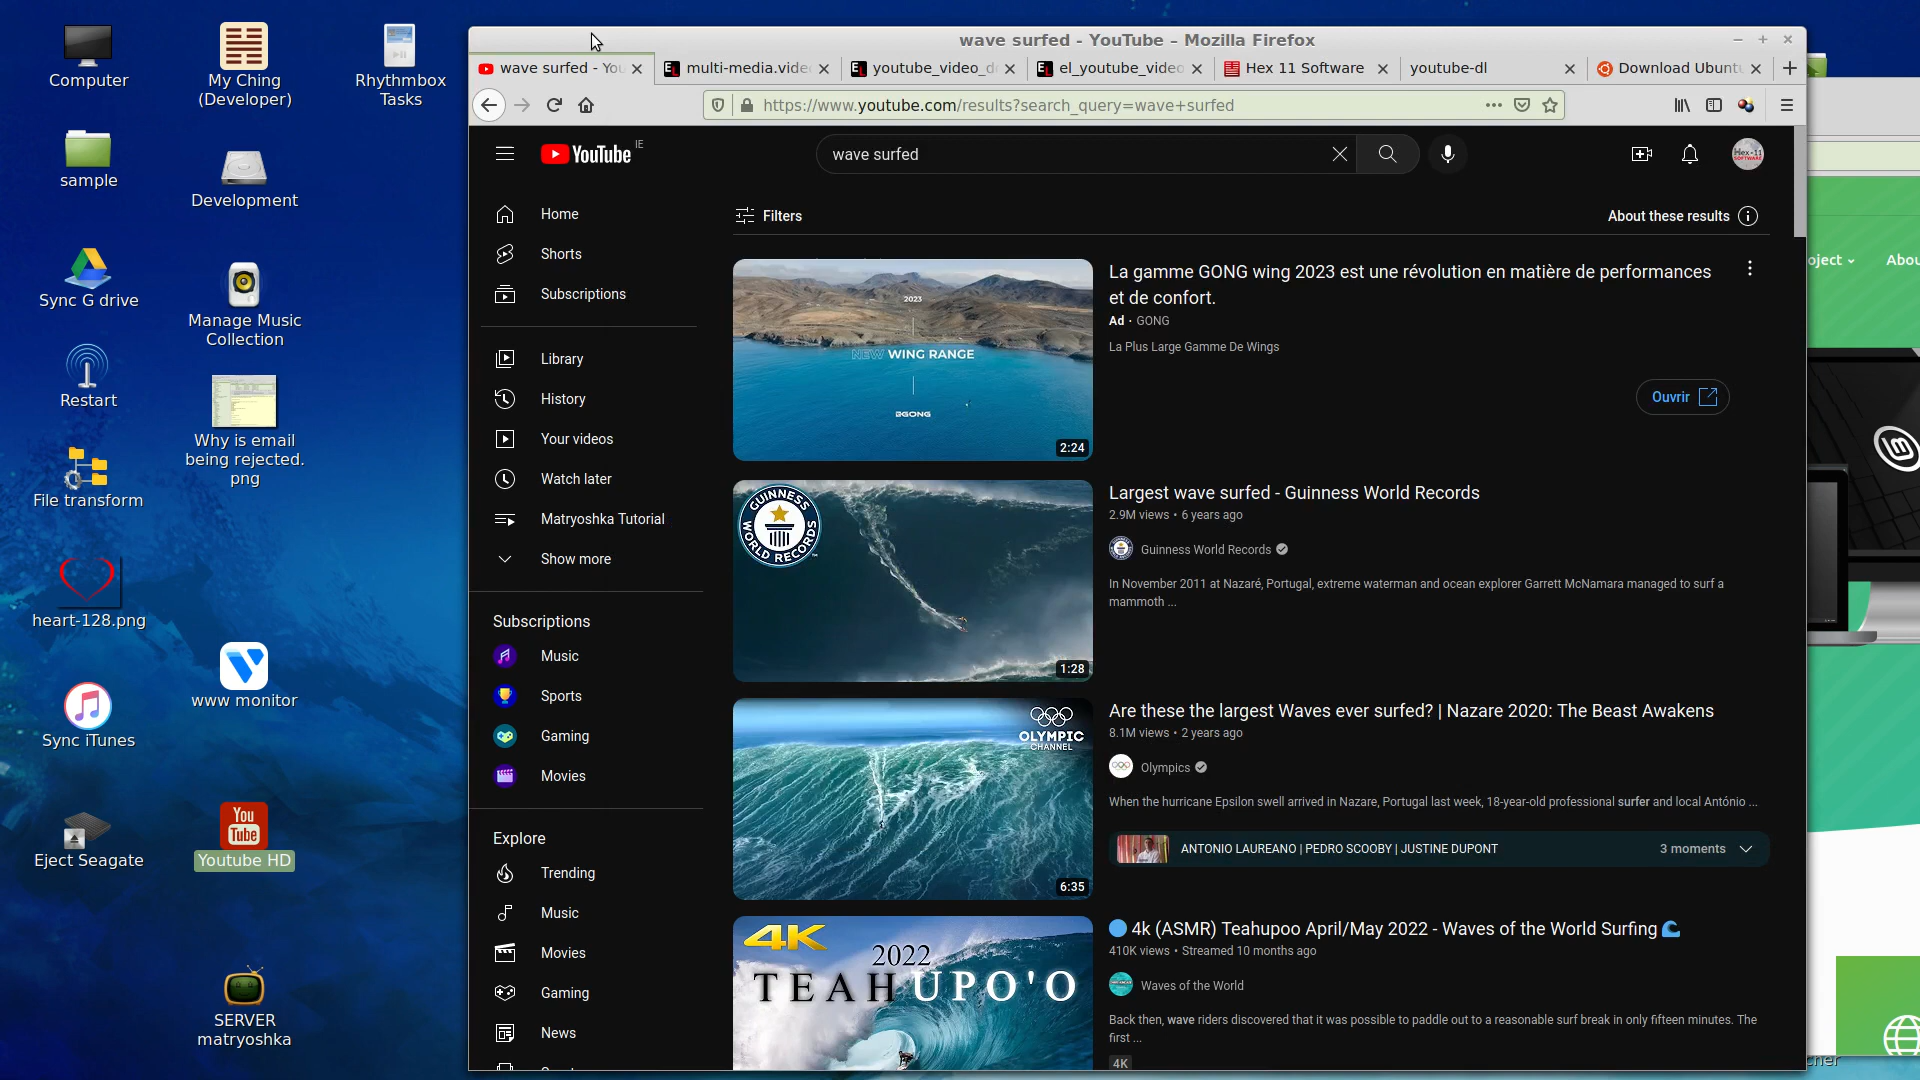 Computer
My Ching
(Developer)
Rhythmbox
Tasks
sample
Development
Sync G drive
Manage Music
Collection
Restart
Why is email
being rejected.
png
File transform
heart-128.png
www monitor
Sync iTunes
You
Tube
Youtube HD
Eject Seagate
SERVER
matryoshka
wave surfed - YouTube – Mozilla Firefox
wave surfed - You
multi-media.vide
youtube_video_d
el_youtube_video
Hex 11 Software
youtube-dl
Download Ubunt
https://www.youtube.com/results?search_query=wave+surfed
YouTube IE
wave surfed
Hex-11
SOFTWARE
Home
Shorts
Subscriptions
Library
History
Your videos
Watch later
Matryoshka Tutorial
Show more
Subscriptions
Music
Sports
Gaming
Movies
Explore
Trending
Music
Movies
Gaming
News
Filters
About these results
2023
NEW WING RANGE
GONG
2:24
La gamme GONG wing 2023 est une révolution en matière de performances
et de confort.
Ad · GONG
La Plus Large Gamme De Wings
Ouvrir
GUINNESS
WORLD RECORDS
1:28
Largest wave surfed - Guinness World Records
2.9M views • 6 years ago
Guinness World Records
In November 2011 at Nazaré, Portugal, extreme waterman and ocean explorer Garrett McNamara managed to surf a
mammoth ...
OLYMPIC
CHANNEL
6:35
Are these the largest Waves ever surfed? | Nazare 2020: The Beast Awakens
8.1M views • 2 years ago
Olympics
When the hurricane Epsilon swell arrived in Nazare, Portugal last week, 18-year-old professional surfer and local António ...
ANTONIO LAUREANO | PEDRO SCOOBY | JUSTINE DUPONT
3 moments
4K
2022
TEAHUPO'O
4k (ASMR) Teahupoo April/May 2022 - Waves of the World Surfing
410K views • Streamed 10 months ago
Waves of the World
Back then, wave riders discovered that it was possible to paddle out to a reasonable surf break in only fifteen minutes. The
first ...
4K
oject
Abou
cher